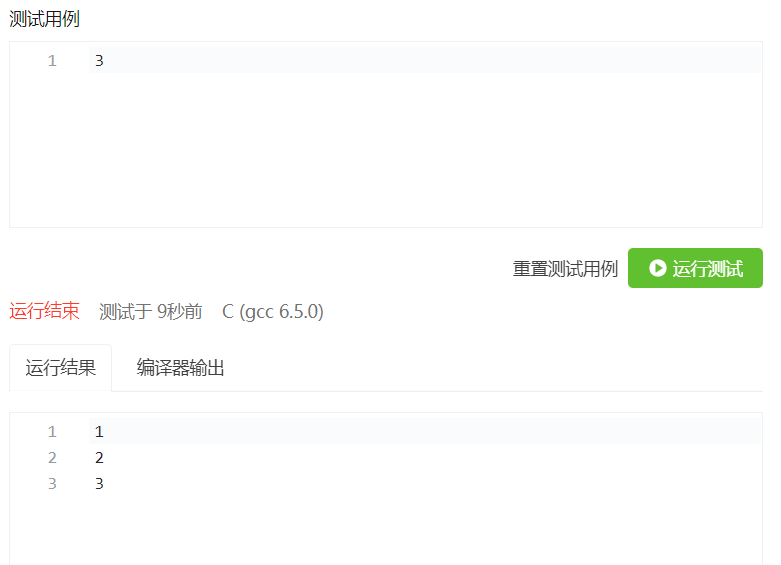 测试用例
1 3
重置测试用例 运行测试
运行结束 测试于 9秒前 C (gcc 6.5.0)
运行结果 编译器输出
1 1
2 2
3 3